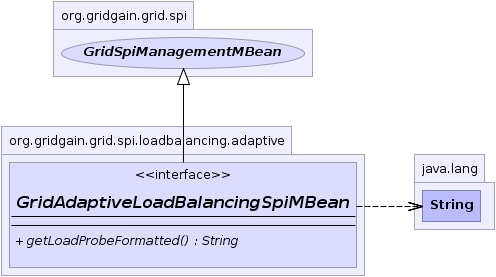 org.gridgain.grid.spi
GridSpiManagementMBean
org.gridgain.grid.spi.loadbalancing.adaptive
<<interface>>
GridAdaptiveLoadBalancingSpiMBean
+ getLoadProbeFormatted() : String
java.lang
String